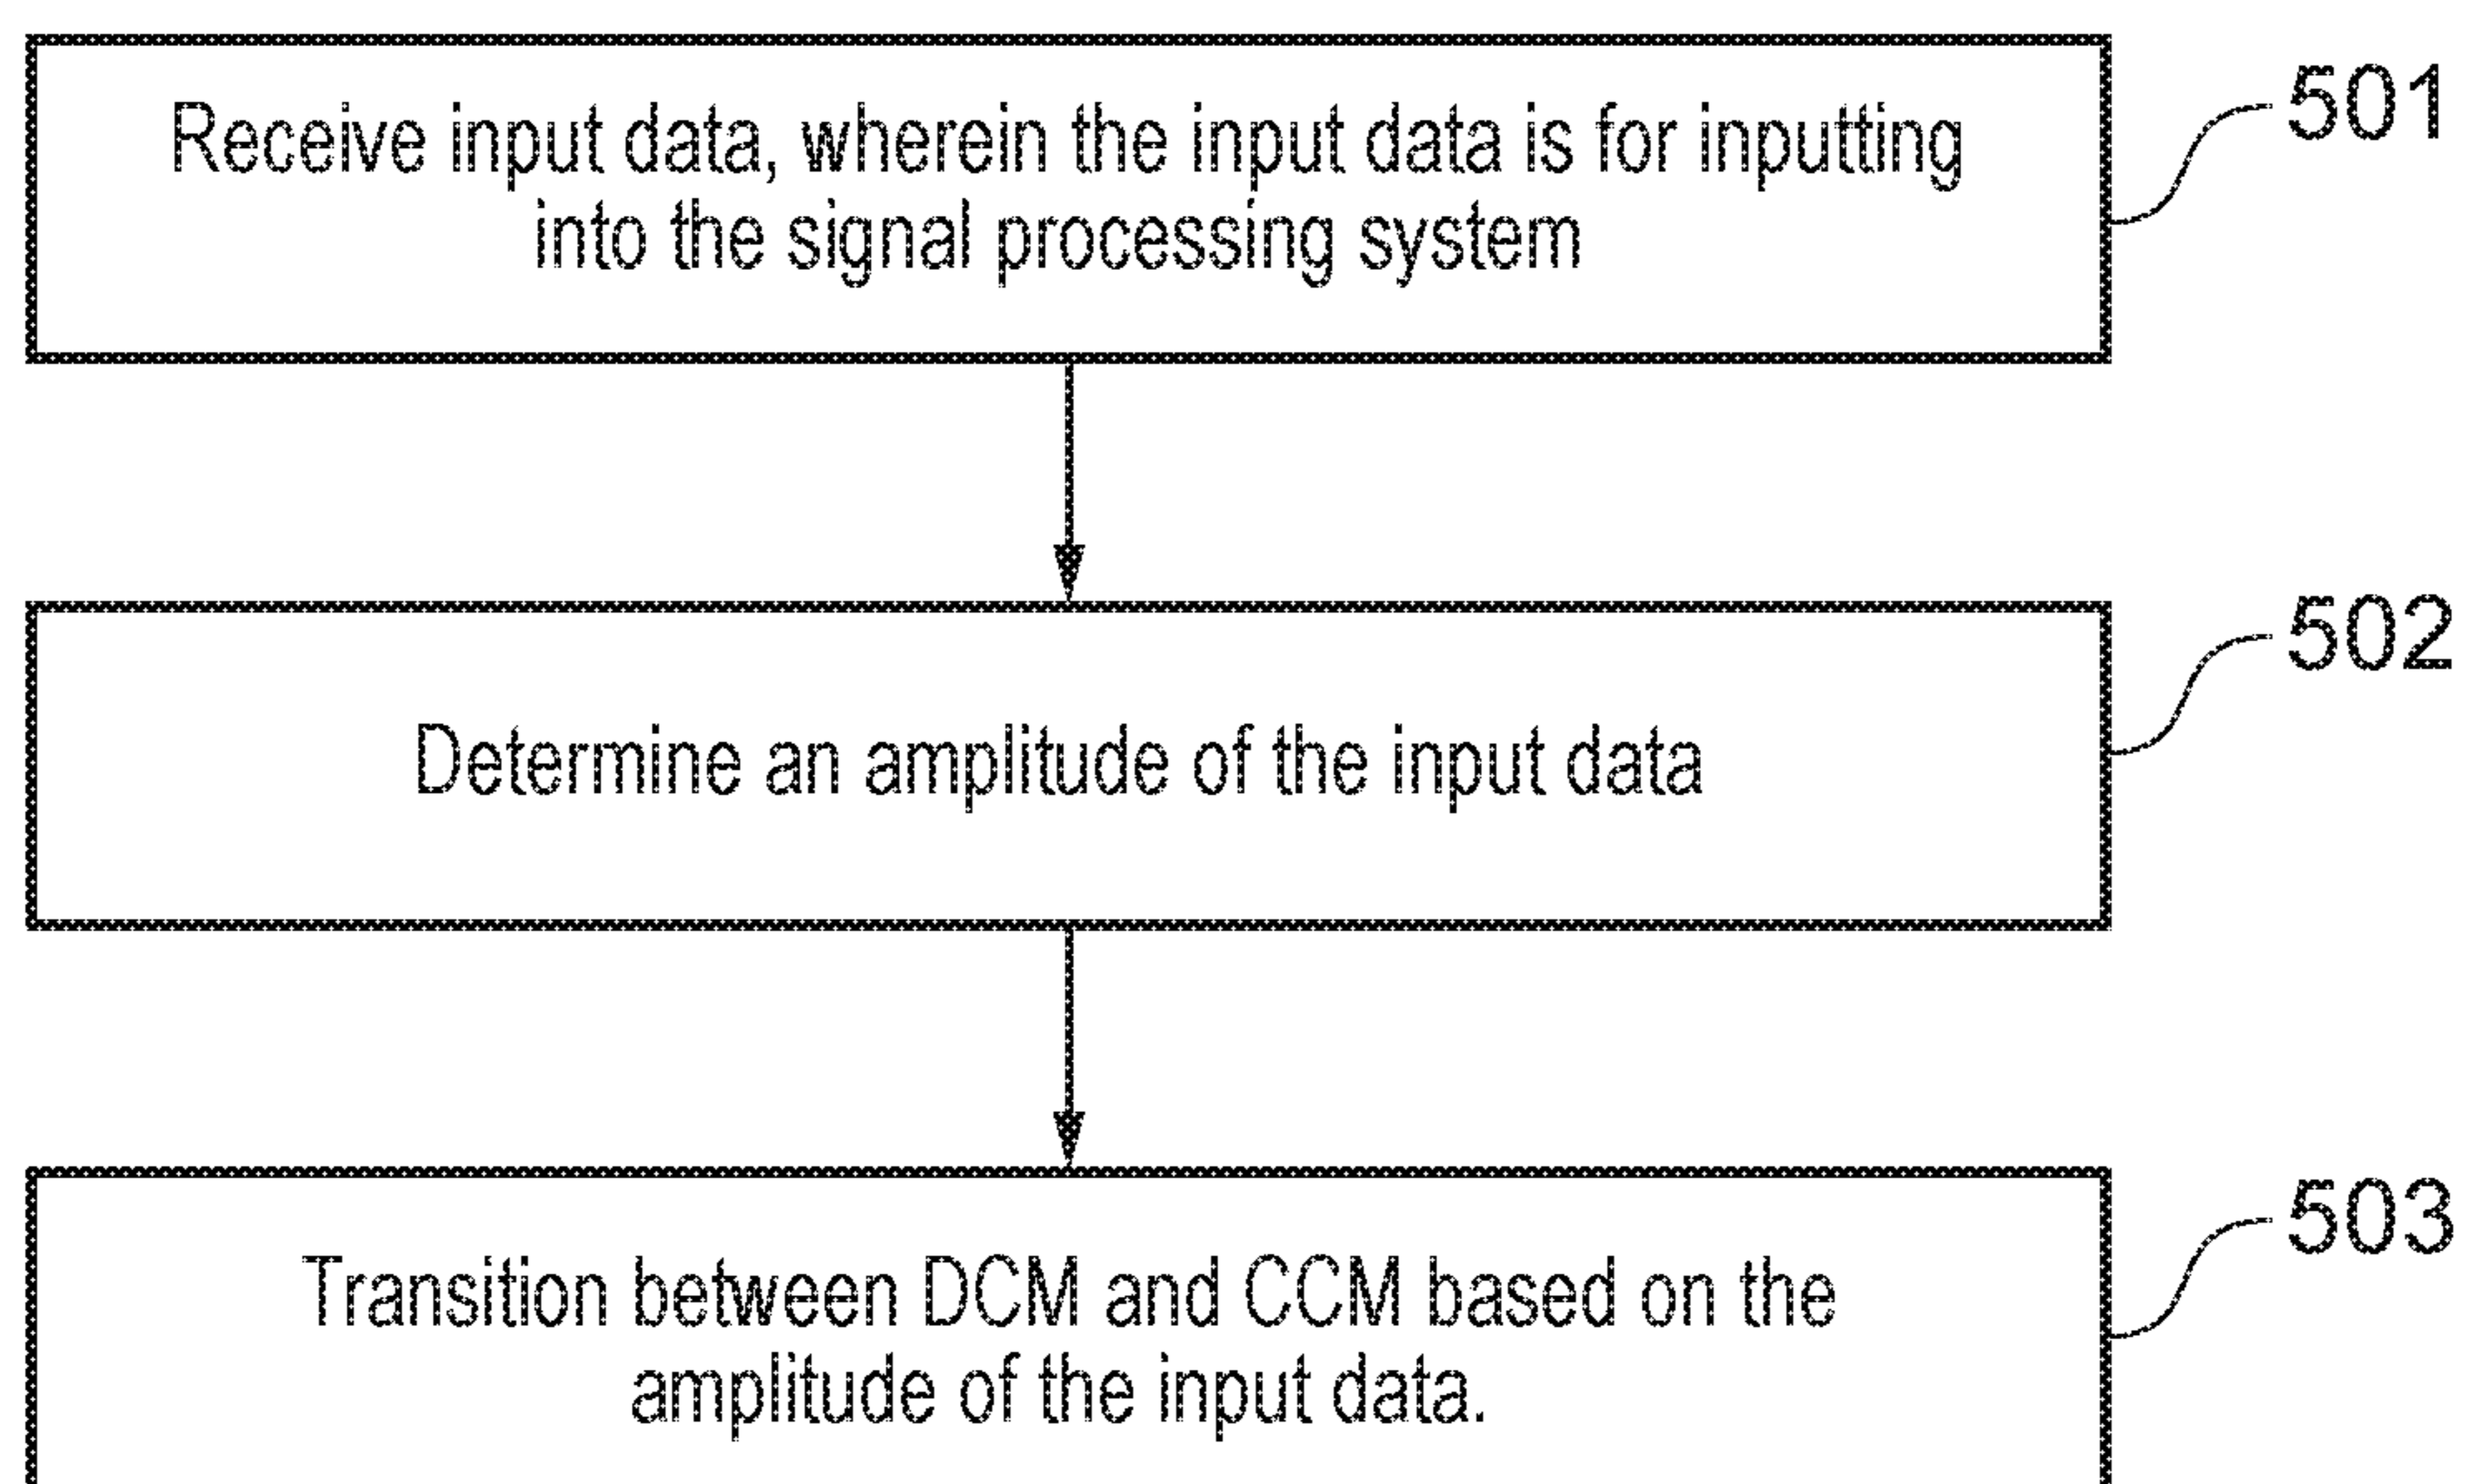 Receive input data, wherein the input data is for inputting
into the signal processing system
501
Determine an amplitude of the input data
502
Transition between DCM and CCM based on the
amplitude of the input data.
503